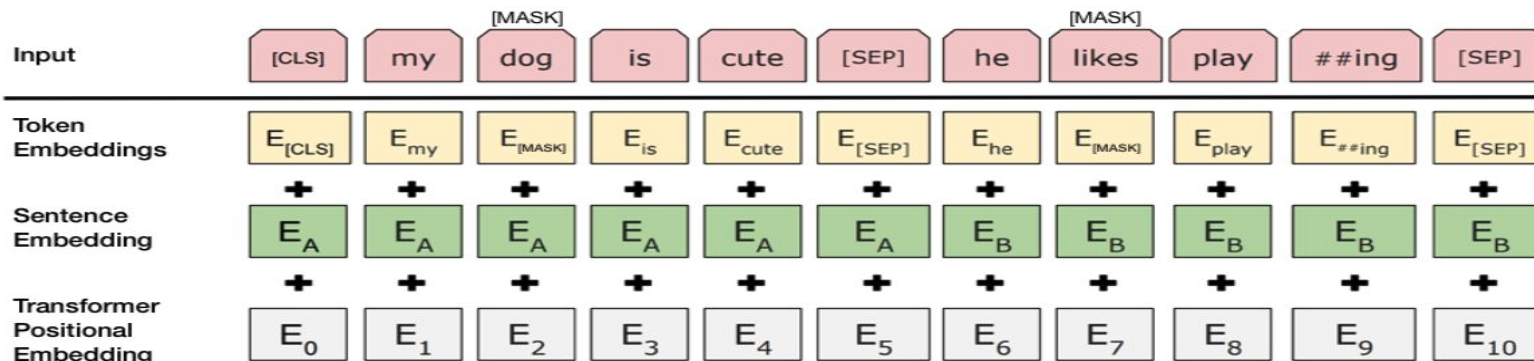 [MASK] [MASK]
Input [CLS] my dog is cute [SEP] he likes play ##ing [SEP]
Token
Embeddings
E[CLS] Emy E[MASK] Eis Ecute E[SEP] Ehe E[MASK] Eplay E##ing E[SEP]
+ + + + + + + + + + +
Sentence
Embedding
EA EA EA EA EA EA EB EB EB EB EB
+ + + + + + + + + + +
Transformer
Positional
Embedding
E0 E1 E2 E3 E4 E5 E6 E7 E8 E9 E10